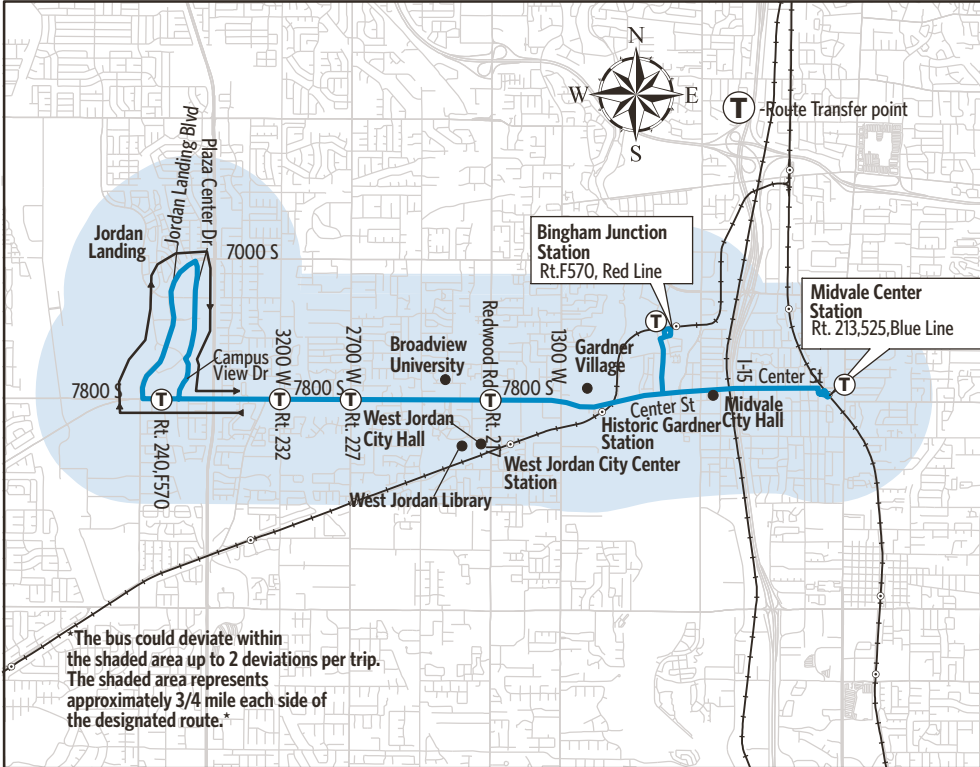 N
W
E
S
T
-Route Transfer point
Jordan Landing Blvd
Plaza Center Dr
Jordan
Landing
7000 S
Bingham Junction
Station
Rt.F570, Red Line
T
Midvale Center
Station
Rt. 213,525,Blue Line
T
7800 S
Campus
View Dr
T
Rt. 240,F570
3200 W
T
Rt. 232
7800 S
2700 W
T
Rt. 227
Broadview
University
Redwood Rd
T
Rt. 217
7800 S
1300 W
Gardner
Village
I-15
Center St
Center St
Historic Gardner
Station
Midvale
City Hall
West Jordan
City Hall
West Jordan City Center
Station
West Jordan Library
*The bus could deviate within
the shaded area up to 2 deviations per trip.
The shaded area represents
approximately 3/4 mile each side of
the designated route.*